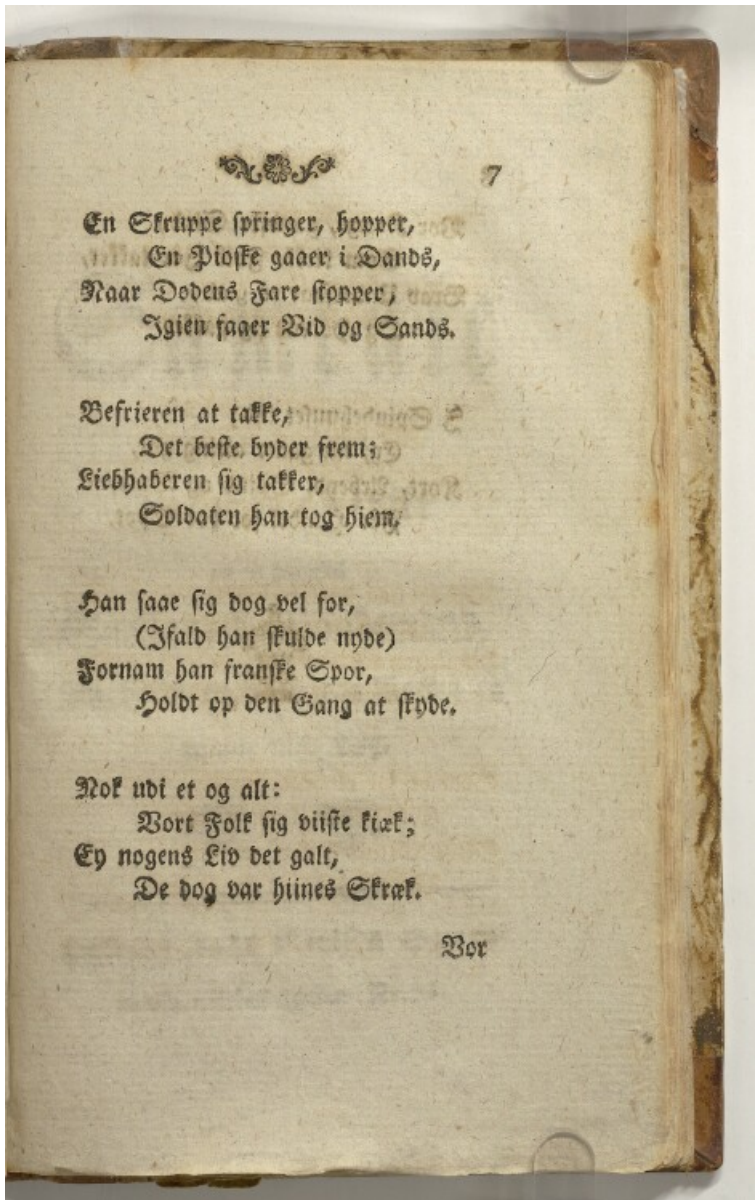 7
En Skruppe springer, hopper,
En Pioske gaaer i Dands,
Naar Dødens Fare stopper,
Igien faaer Vid og Sands.
Befrieren at takke,
Det beste byder frem;
Liebhaberen sig takker,
Soldaten han tog hiem.
Han saae sig dog vel for,
(Ifald han skulde nyde)
Fornam han franske Spor,
Holdt op den Gang at skyde.
Nok udi et og alt:
Vort Folk sig viiste kiæk;
Ey nogens Liv det galt,
De dog var hiines Skræk.
Vor